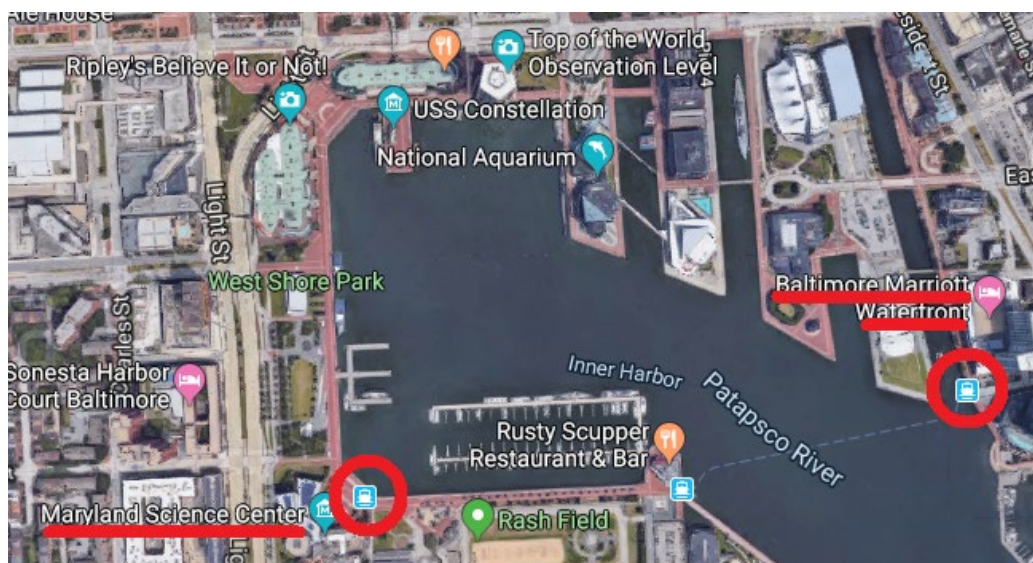 Ale House
Ripley's Believe It or Not!
Top of the World
Observation Level
USS Constellation
National Aquarium
Light St
West Shore Park
Baltimore Marriott
Waterfront
Sonesta Harbor
Court Baltimore
Inner Harbor
Patapsco River
Rusty Scupper
Restaurant & Bar
Maryland Science Center
Rash Field